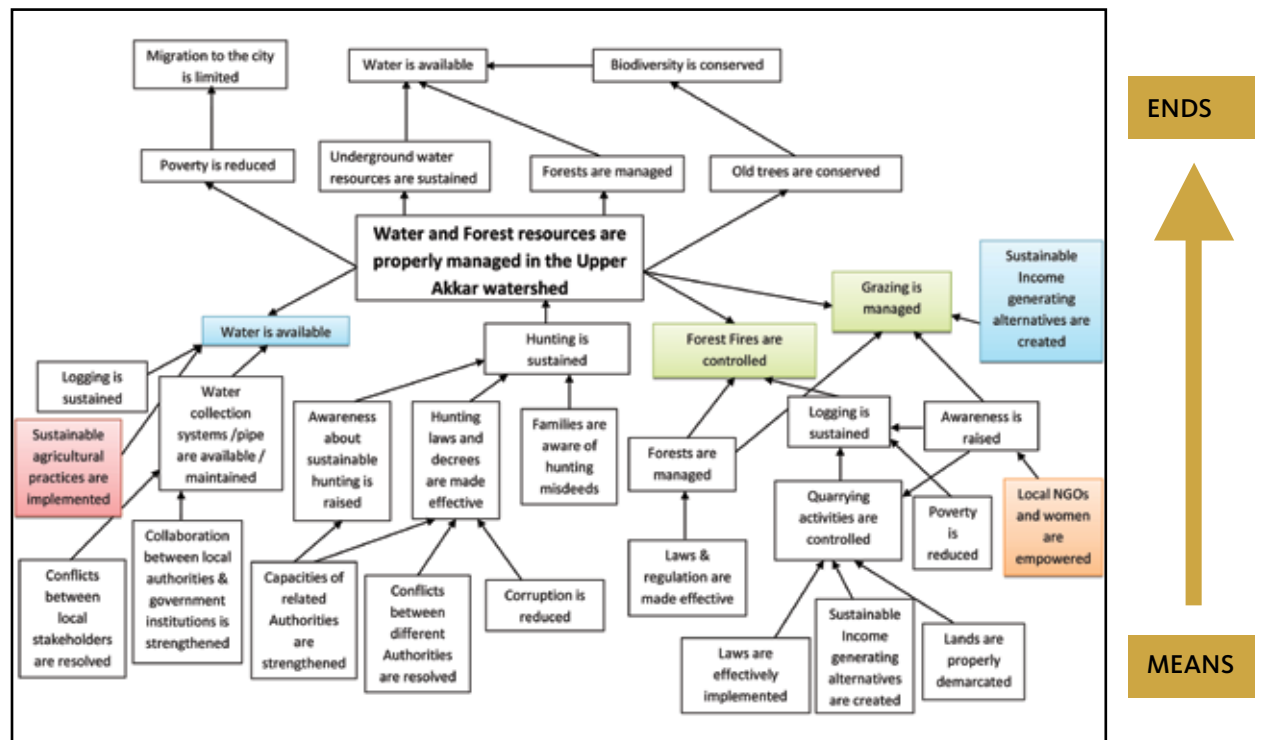 Migration to the city
is limited
Water is available
Biodiversity is conserved
ENDS
Poverty is reduced
Underground water
resources are sustained
Forests are managed
Old trees are conserved
Water and Forest resources are
properly managed in the Upper
Akkar watershed
Sustainable
Income
generating
alternatives are
created
Grazing is
managed
Water is available
Hunting is
sustained
Forest Fires are
controlled
Logging is
sustained
Water
collection
systems /pipe
are available /
maintained
Awareness
about
sustainable
hunting is
raised
Hunting
laws and
decrees
are made
effective
Families are
aware of
hunting
misdeeds
Logging is
sustained
Awareness is
raised
Sustainable
agricultural
practices are
implemented
Forests are
managed
Quarrying
activities are
controlled
Poverty
is
reduced
Local NGOs
and women
are
empowered
Conflicts
between
local
stakeholders
are resolved
Collaboration
between local
authorities &
government
institutions is
strengthened
Capacities of
related
Authorities
are
strengthened
Conflicts
between
different
Authorities
are resolved
Corruption is
reduced
Laws &
regulation are
made effective
Laws are
effectively
implemented
Sustainable
Income
generating
alternatives
are created
Lands are
properly
demarcated
MEANS